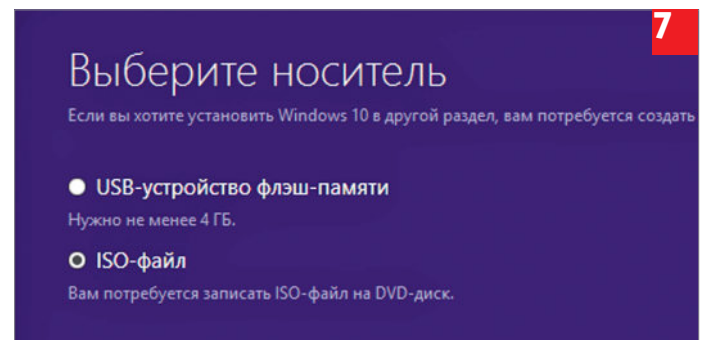 7
Выберите носитель
Если вы хотите установить Windows 10 в другой раздел, вам потребуется создать
USB-устройство флэш-памяти
Нужно не менее 4 ГБ.
ISO-файл
Вам потребуется записать ISO-файл на DVD-диск.